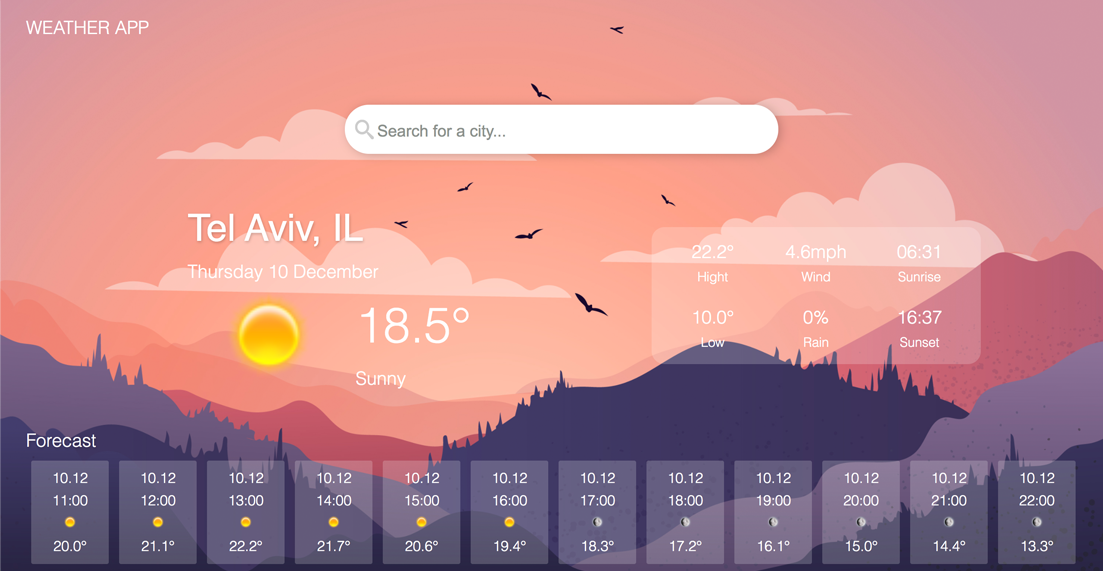 WEATHER APP
Search for a city...
Tel Aviv, IL
Thursday 10 December
18.5°
Sunny
22.2° 4.6mph 06:31
Hight Wind Sunrise
10.0° 0% 16:37
Low Rain Sunset
Forecast
10.12 10.12 10.12 10.12 10.12 10.12 10.12 10.12 10.12 10.12 10.12 10.12
11:00 12:00 13:00 14:00 15:00 16:00 17:00 18:00 19:00 20:00 21:00 22:00
20.0° 21.1° 22.2° 21.7° 20.6° 19.4° 18.3° 17.2° 16.1° 15.0° 14.4° 13.3°